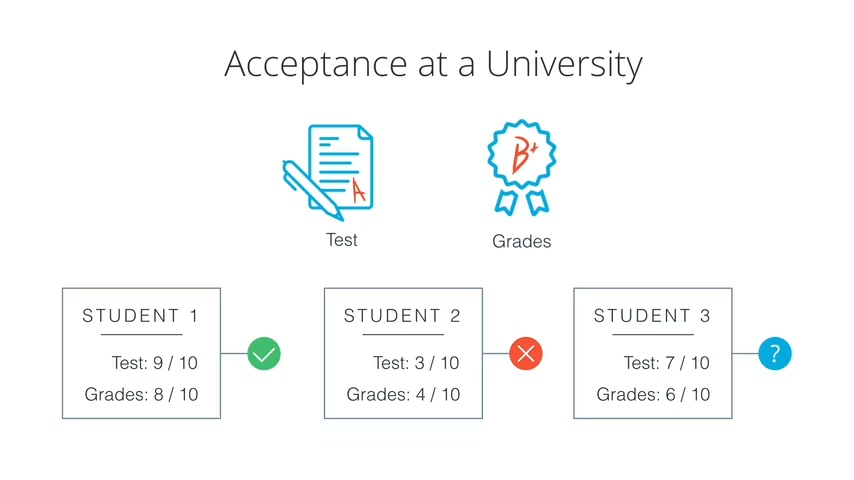 Acceptance at a University
A
B+
Test
Grades
STUDENT 1
Test: 9 / 10
Grades: 8 / 10
STUDENT 2
Test: 3 / 10
Grades: 4 / 10
STUDENT 3
Test: 7 / 10
Grades: 6 / 10
?